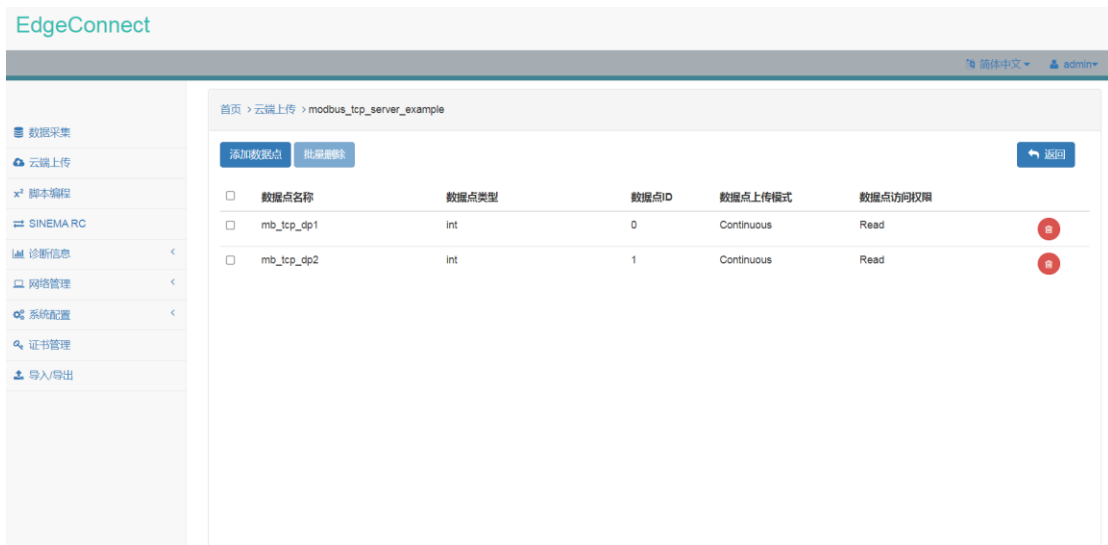 EdgeConnect
简体中文 admin
首页 > 云端上传 > modbus_tcp_server_example
数据采集
云端上传
x² 脚本编程
SINEMA RC
诊断信息
网络管理
系统配置
证书管理
导入/导出
添加数据点 批量删除 返回
数据点名称 数据点类型 数据点ID 数据点上传模式 数据点访问权限
mb_tcp_dp1 int 0 Continuous Read
mb_tcp_dp2 int 1 Continuous Read